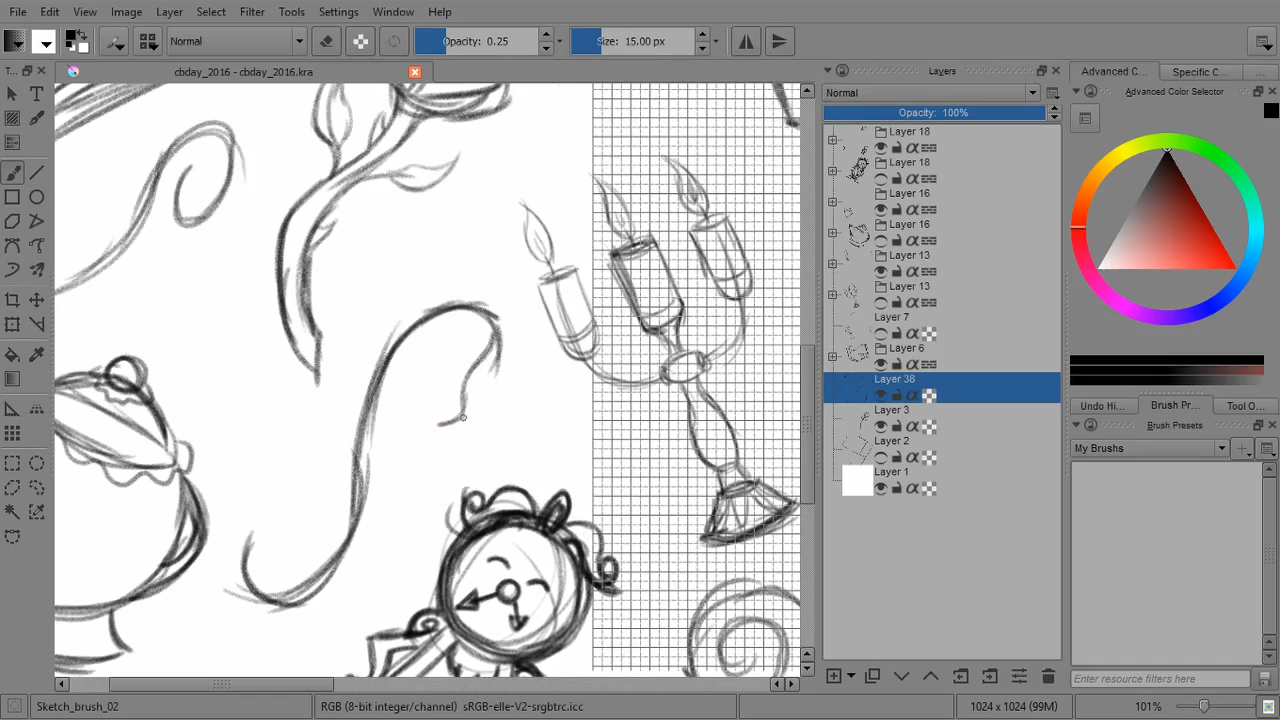 File Edit View Image Layer Select Filter Tools Settings Window Help
Normal
Opacity: 0.25
Size: 15.00 px
T...
cbday_2016 - cbday_2016.kra
Layers
Normal
Opacity: 100%
Layer 18
Layer 18
Layer 16
Layer 16
Layer 13
Layer 13
Layer 7
Layer 6
Layer 38
Layer 3
Layer 2
Layer 1
Advanced C...
Specific C...
...
Advanced Color Selector
Undo Hi...
Brush Pr...
Tool O...
Brush Presets
My Brushs
Enter resource filters
Sketch_brush_02
RGB (8-bit integer/channel) sRGB-elle-V2-srgbtrc.icc
1024 x 1024 (99M)
101%